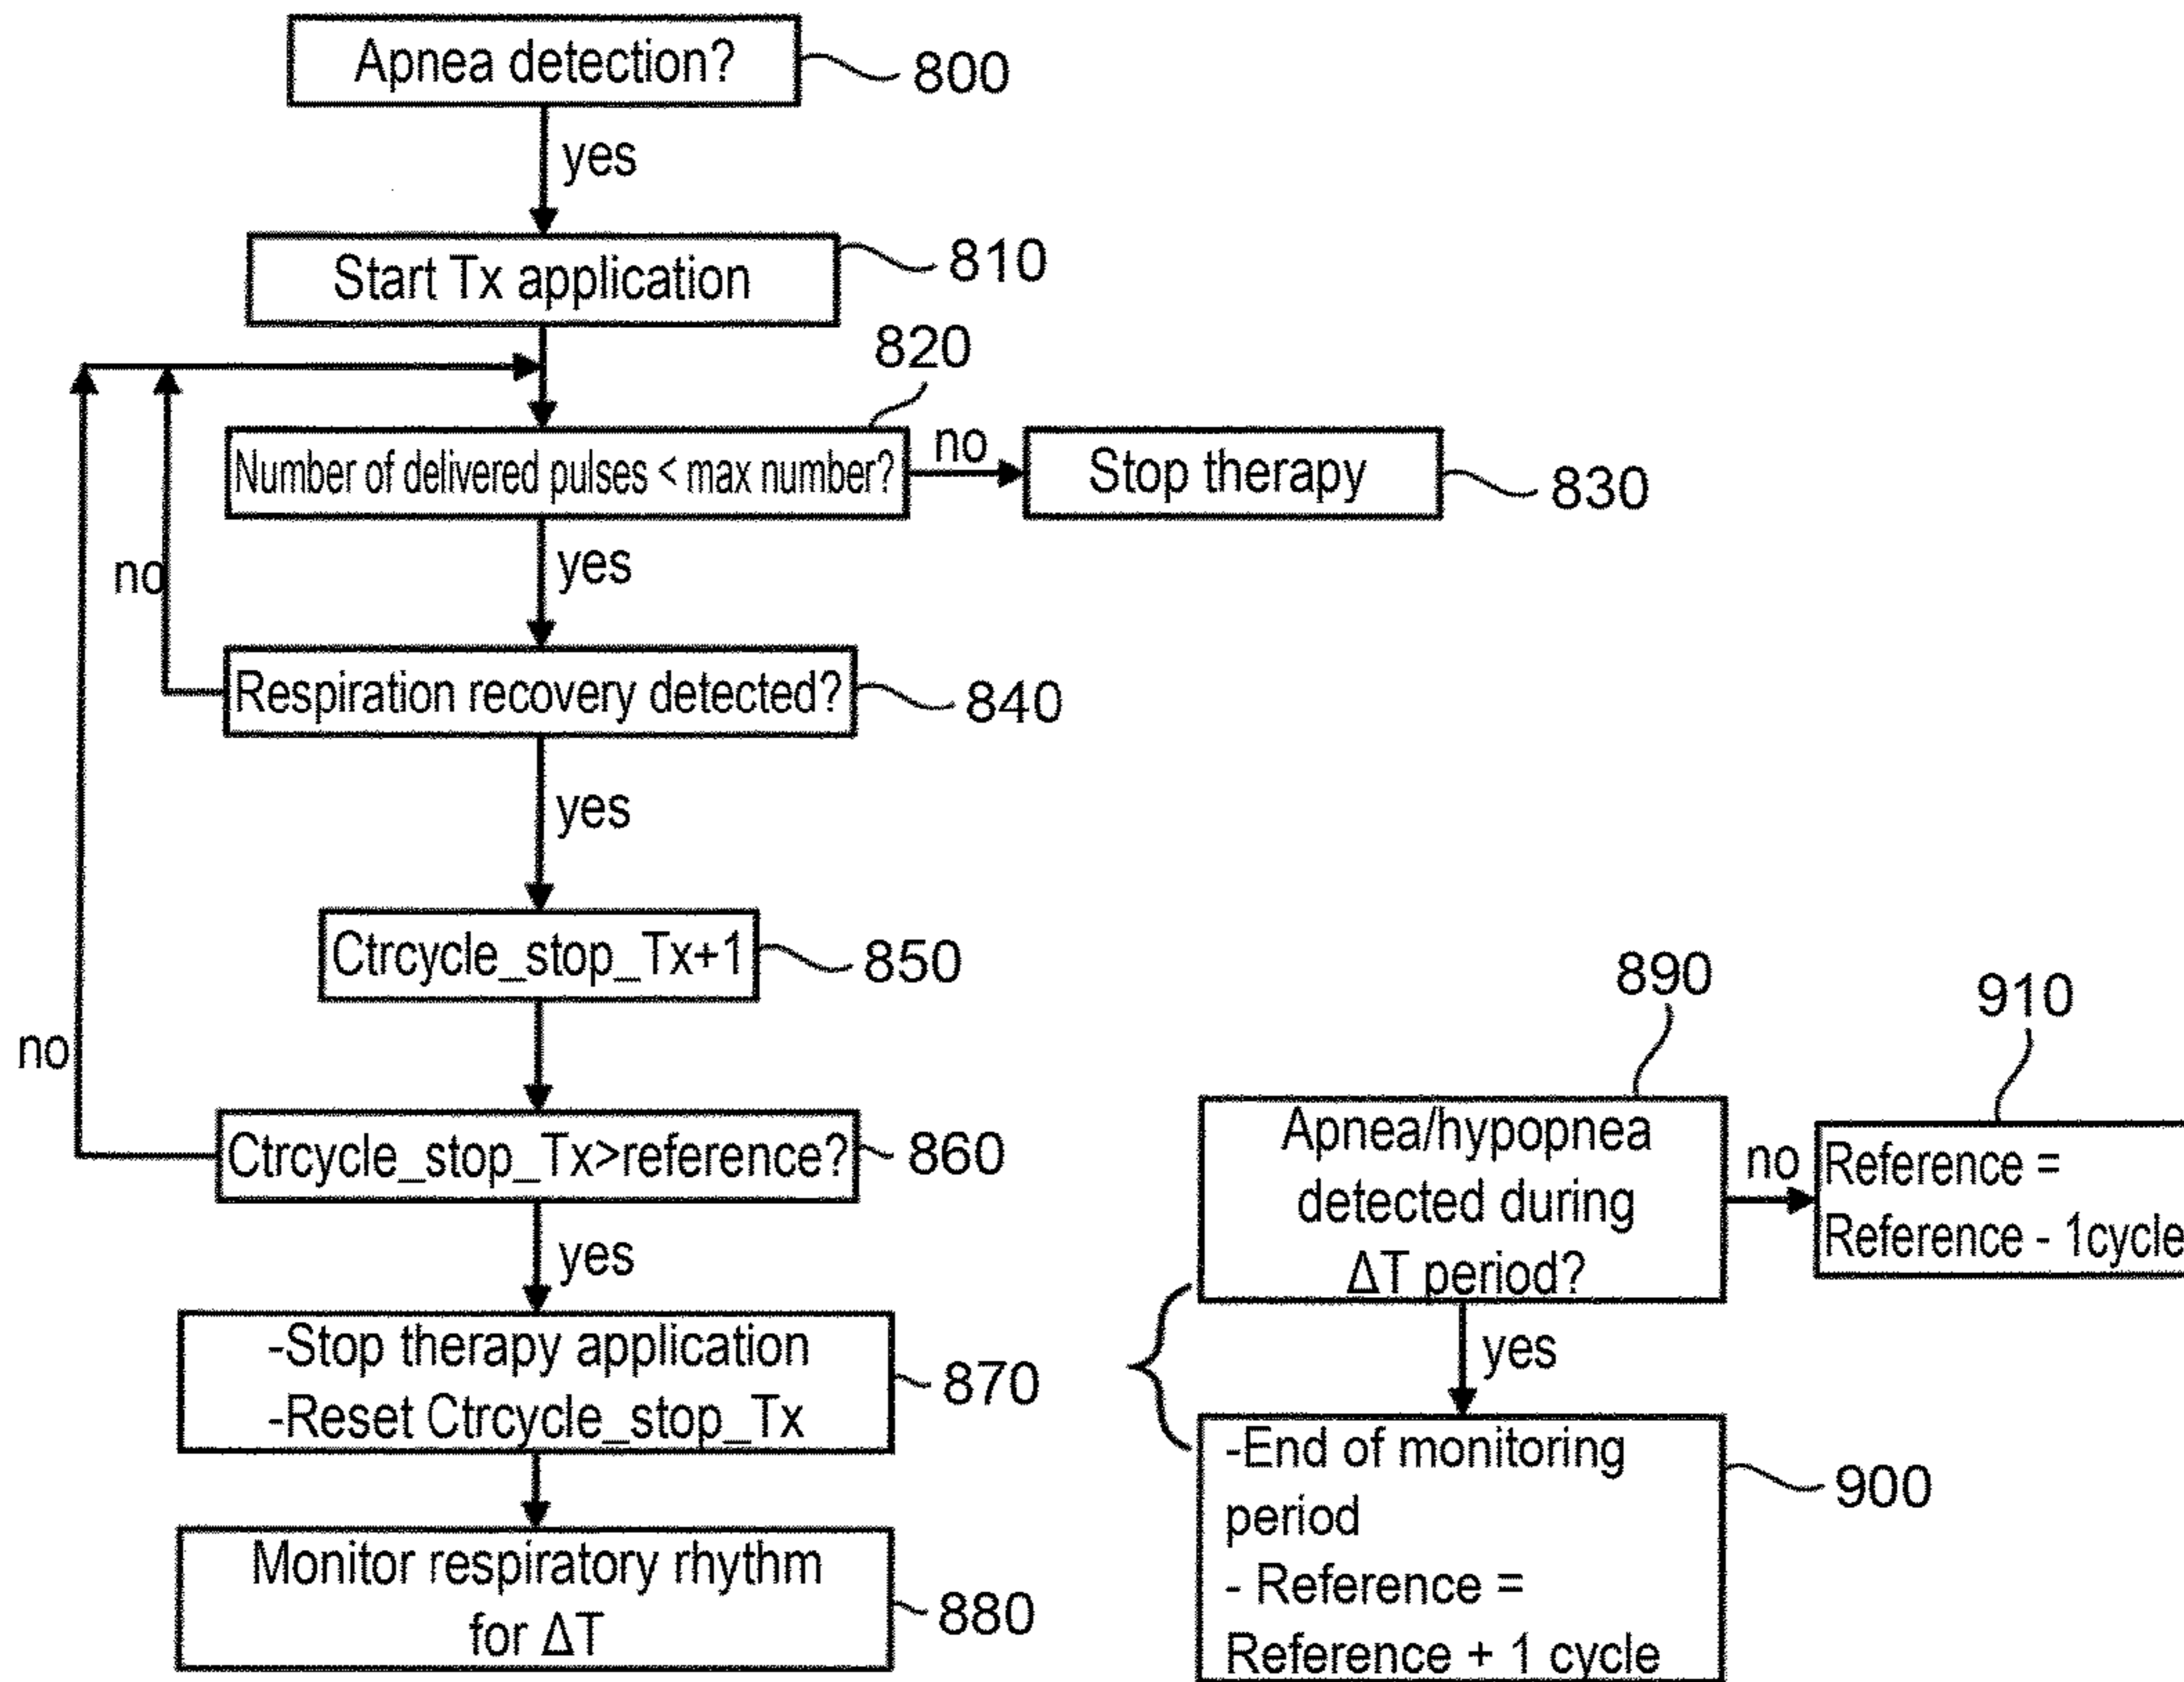 Apnea detection?
800
yes
Start Tx application
810
820
Number of delivered pulses < max number?
no
Stop therapy
830
yes
no
Respiration recovery detected?
840
yes
Ctrcycle_stop_Tx+1
850
no
Ctrcycle_stop_Tx>reference?
860
yes
-Stop therapy application
-Reset Ctrcycle_stop_Tx
870
Monitor respiratory rhythm
for ΔT
880
890
Apnea/hypopnea
detected during
ΔT period?
no
910
Reference =
Reference - 1cycle
yes
-End of monitoring
period
- Reference =
Reference + 1 cycle
900